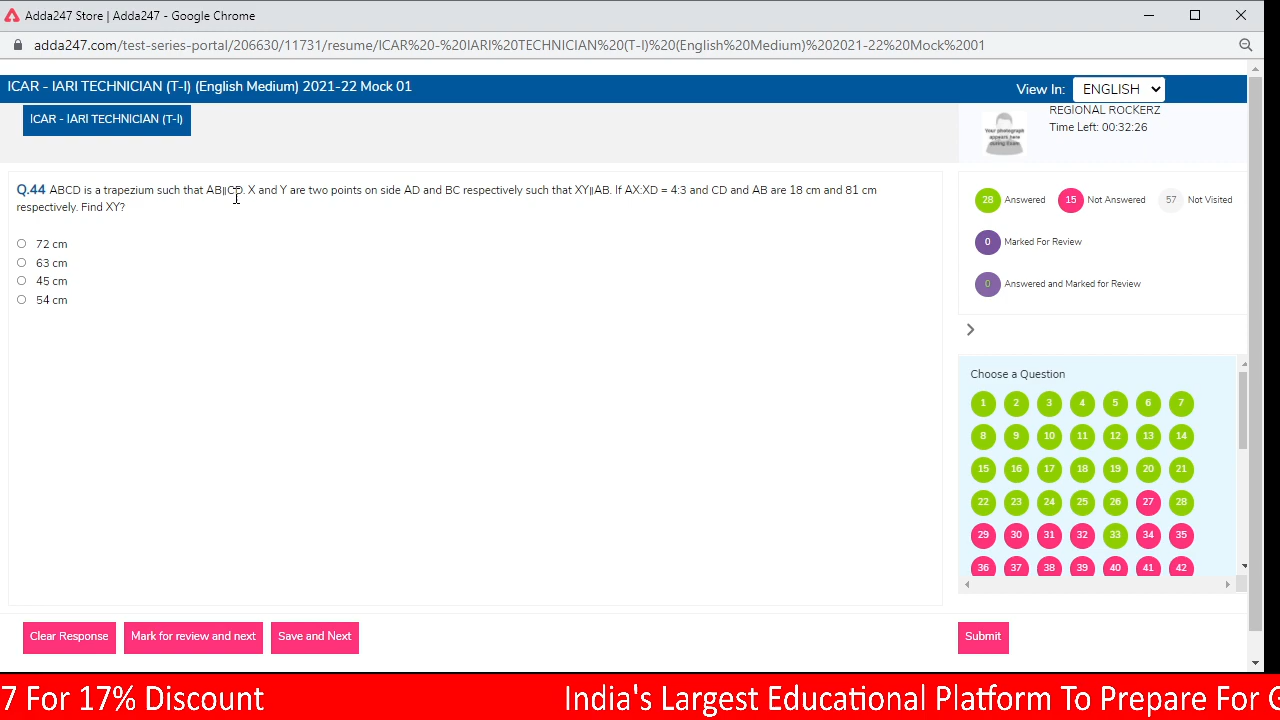 Adda247 Store | Adda247 - Google Chrome
adda247.com/test-series-portal/206630/11731/resume/ICAR%20-%20IARI%20TECHNICIAN%20(T-I)%20(English%20Medium)%202021-22%20Mock%2001
ICAR - IARI TECHNICIAN (T-I) (English Medium) 2021-22 Mock 01
View In: ENGLISH
ICAR - IARI TECHNICIAN (T-I)
Your photograph appears here during Exam
REGIONAL ROCKERZ
Time Left: 00:32:26
Q.44 ABCD is a trapezium such that AB||CD. X and Y are two points on side AD and BC respectively such that XY||AB. If AX:XD = 4:3 and CD and AB are 18 cm and 81 cm
respectively. Find XY?
72 cm
63 cm
45 cm
54 cm
28 Answered 15 Not Answered 57 Not Visited
0 Marked For Review
0 Answered and Marked for Review
Choose a Question
1 2 3 4 5 6 7
8 9 10 11 12 13 14
15 16 17 18 19 20 21
22 23 24 25 26 27 28
29 30 31 32 33 34 35
36 37 38 39 40 41 42
Clear Response Mark for review and next Save and Next Submit
7 For 17% Discount India's Largest Educational Platform To Prepare For G